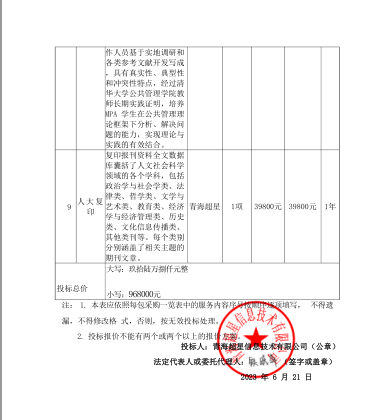 作人员基于实地调研和
各类参考文献开发写成
，具有真实性、典型性
和冲突性特点，经过清
华大学公共管理学院教
师长期实践证明，培养
MPA 学生在公共管理理
论框架下分析、解决问
题的能力，实现理论与
实践的有效结合。
9 人大复印 复印报刊资料全文数据 青海超星 1项 39800元 39800元 1年
库囊括了人文社会科学
领域的各个学科，包括
政治学与社会学类、法
律类、哲学类、文学与
艺术类、教育类、经济
学与经济管理类、历史
类、文化信息传播类、
其他类刊等。每个类别
分别涵盖了相关主题的
期刊文章。
投标总价 大写：玖拾陆万捌仟元整
小写：968000元
注： 1. 本表应依照每包采购一览表中的服务内容序号按照
填写， 不得遗
漏，不得修改格 式，否则，按无效投标处理。
2. 投标报价不能有两个或两个以上的报价方案。
投标人：青海超星信息技术有限公司（公章）
法定代表人或委托代理人： （签字或盖章）
2023 年 6 月 21 日